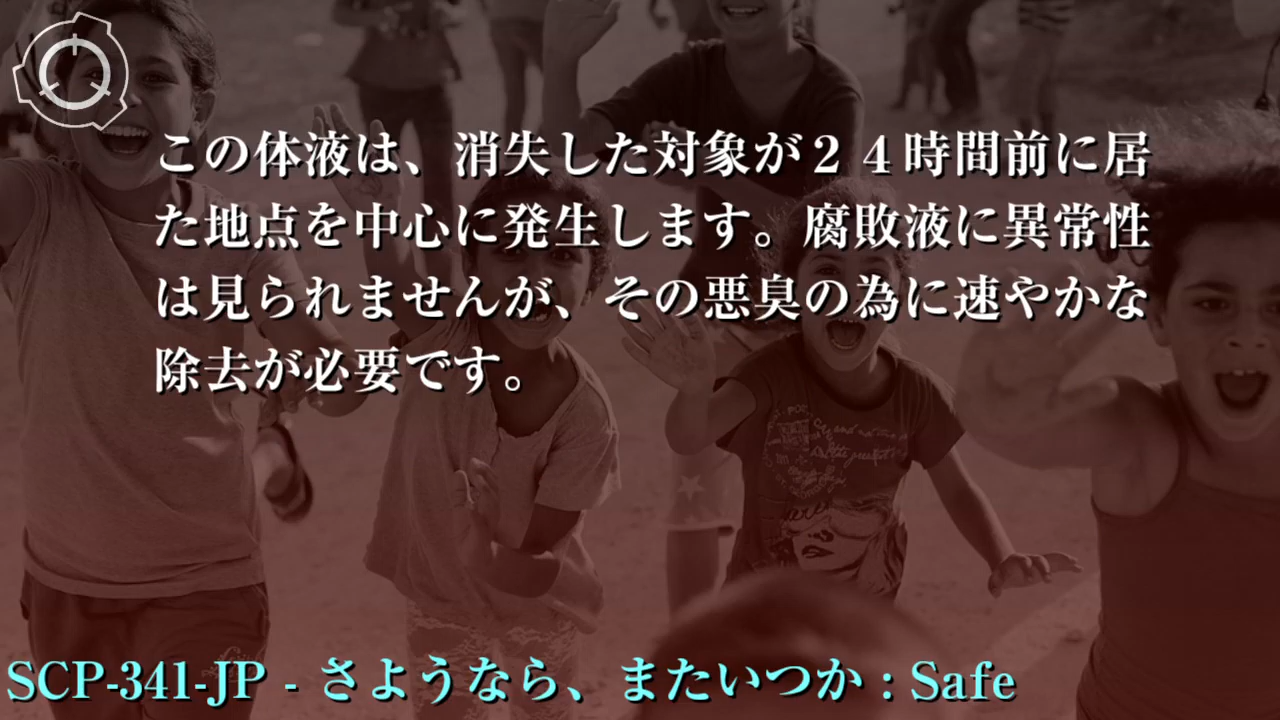 この体液は、消失した対象が２４時間前に居
た地点を中心に発生します。腐敗液に異常性
は見られませんが、その悪臭の為に速やかな
除去が必要です。
SCP-341-JP - さようなら、またいつか : Safe